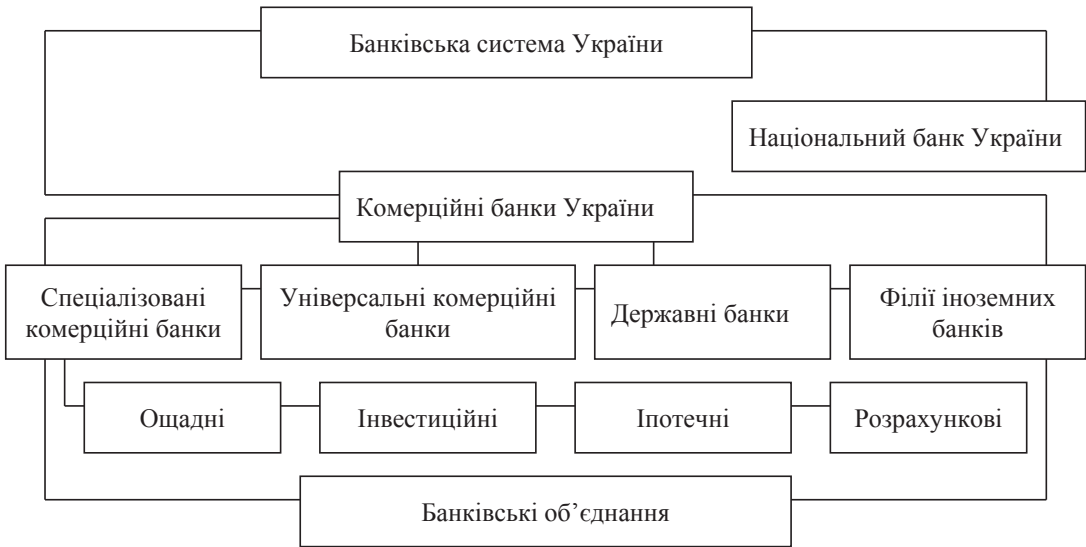 Банківська система України
Національний банк України
Комерційні банки України
Спеціалізовані
комерційні банки
Універсальні комерційні
банки
Державні банки
Філії іноземних
банків
Ощадні
Інвестиційні
Іпотечні
Розрахункові
Банківські об’єднання